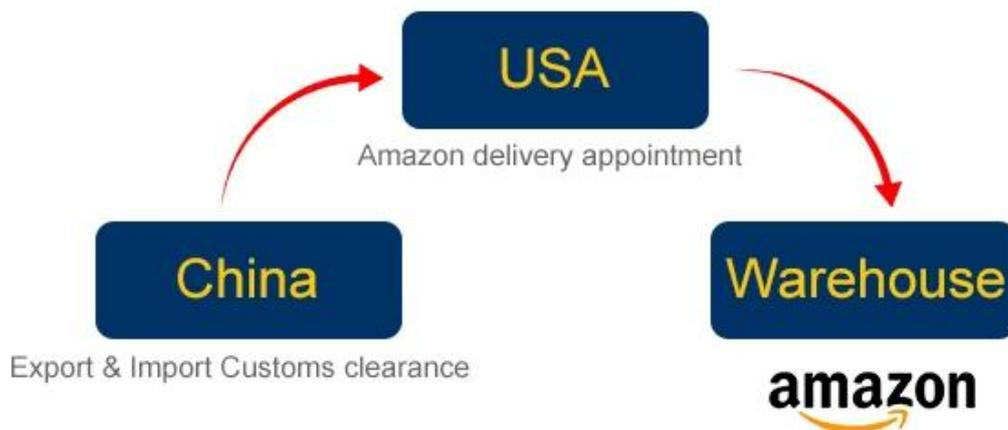 USA
Amazon delivery appointment
China
Export & Import Customs clearance
Warehouse
amazon